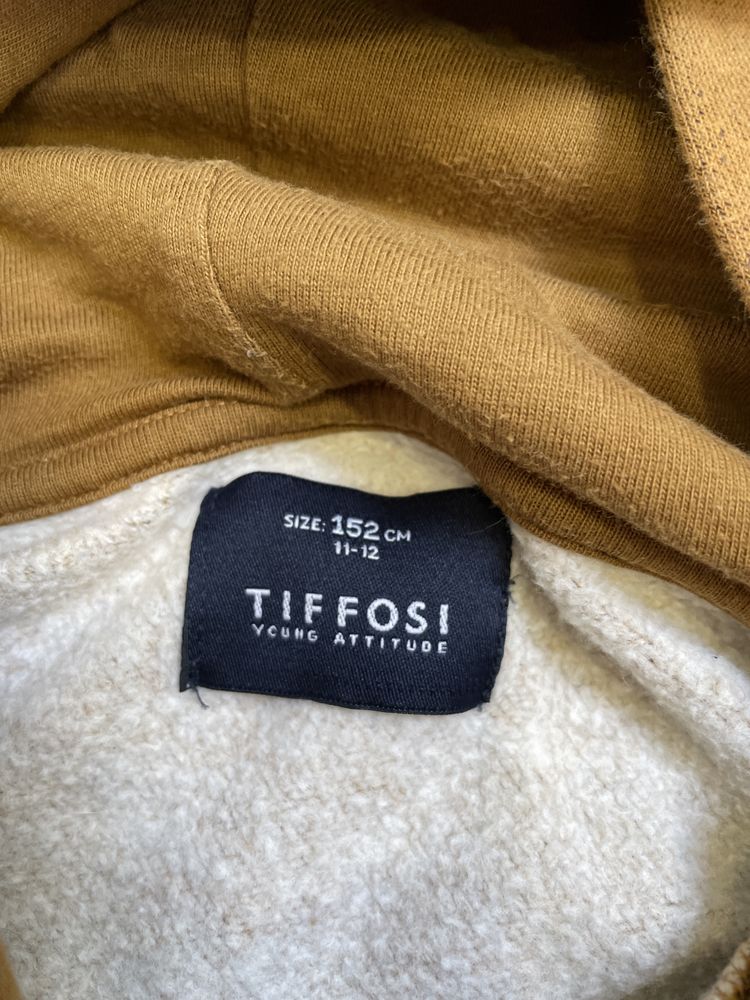 SIZE: 152 CM
11-12
TIFFOSI
YOUNG ATTITUDE